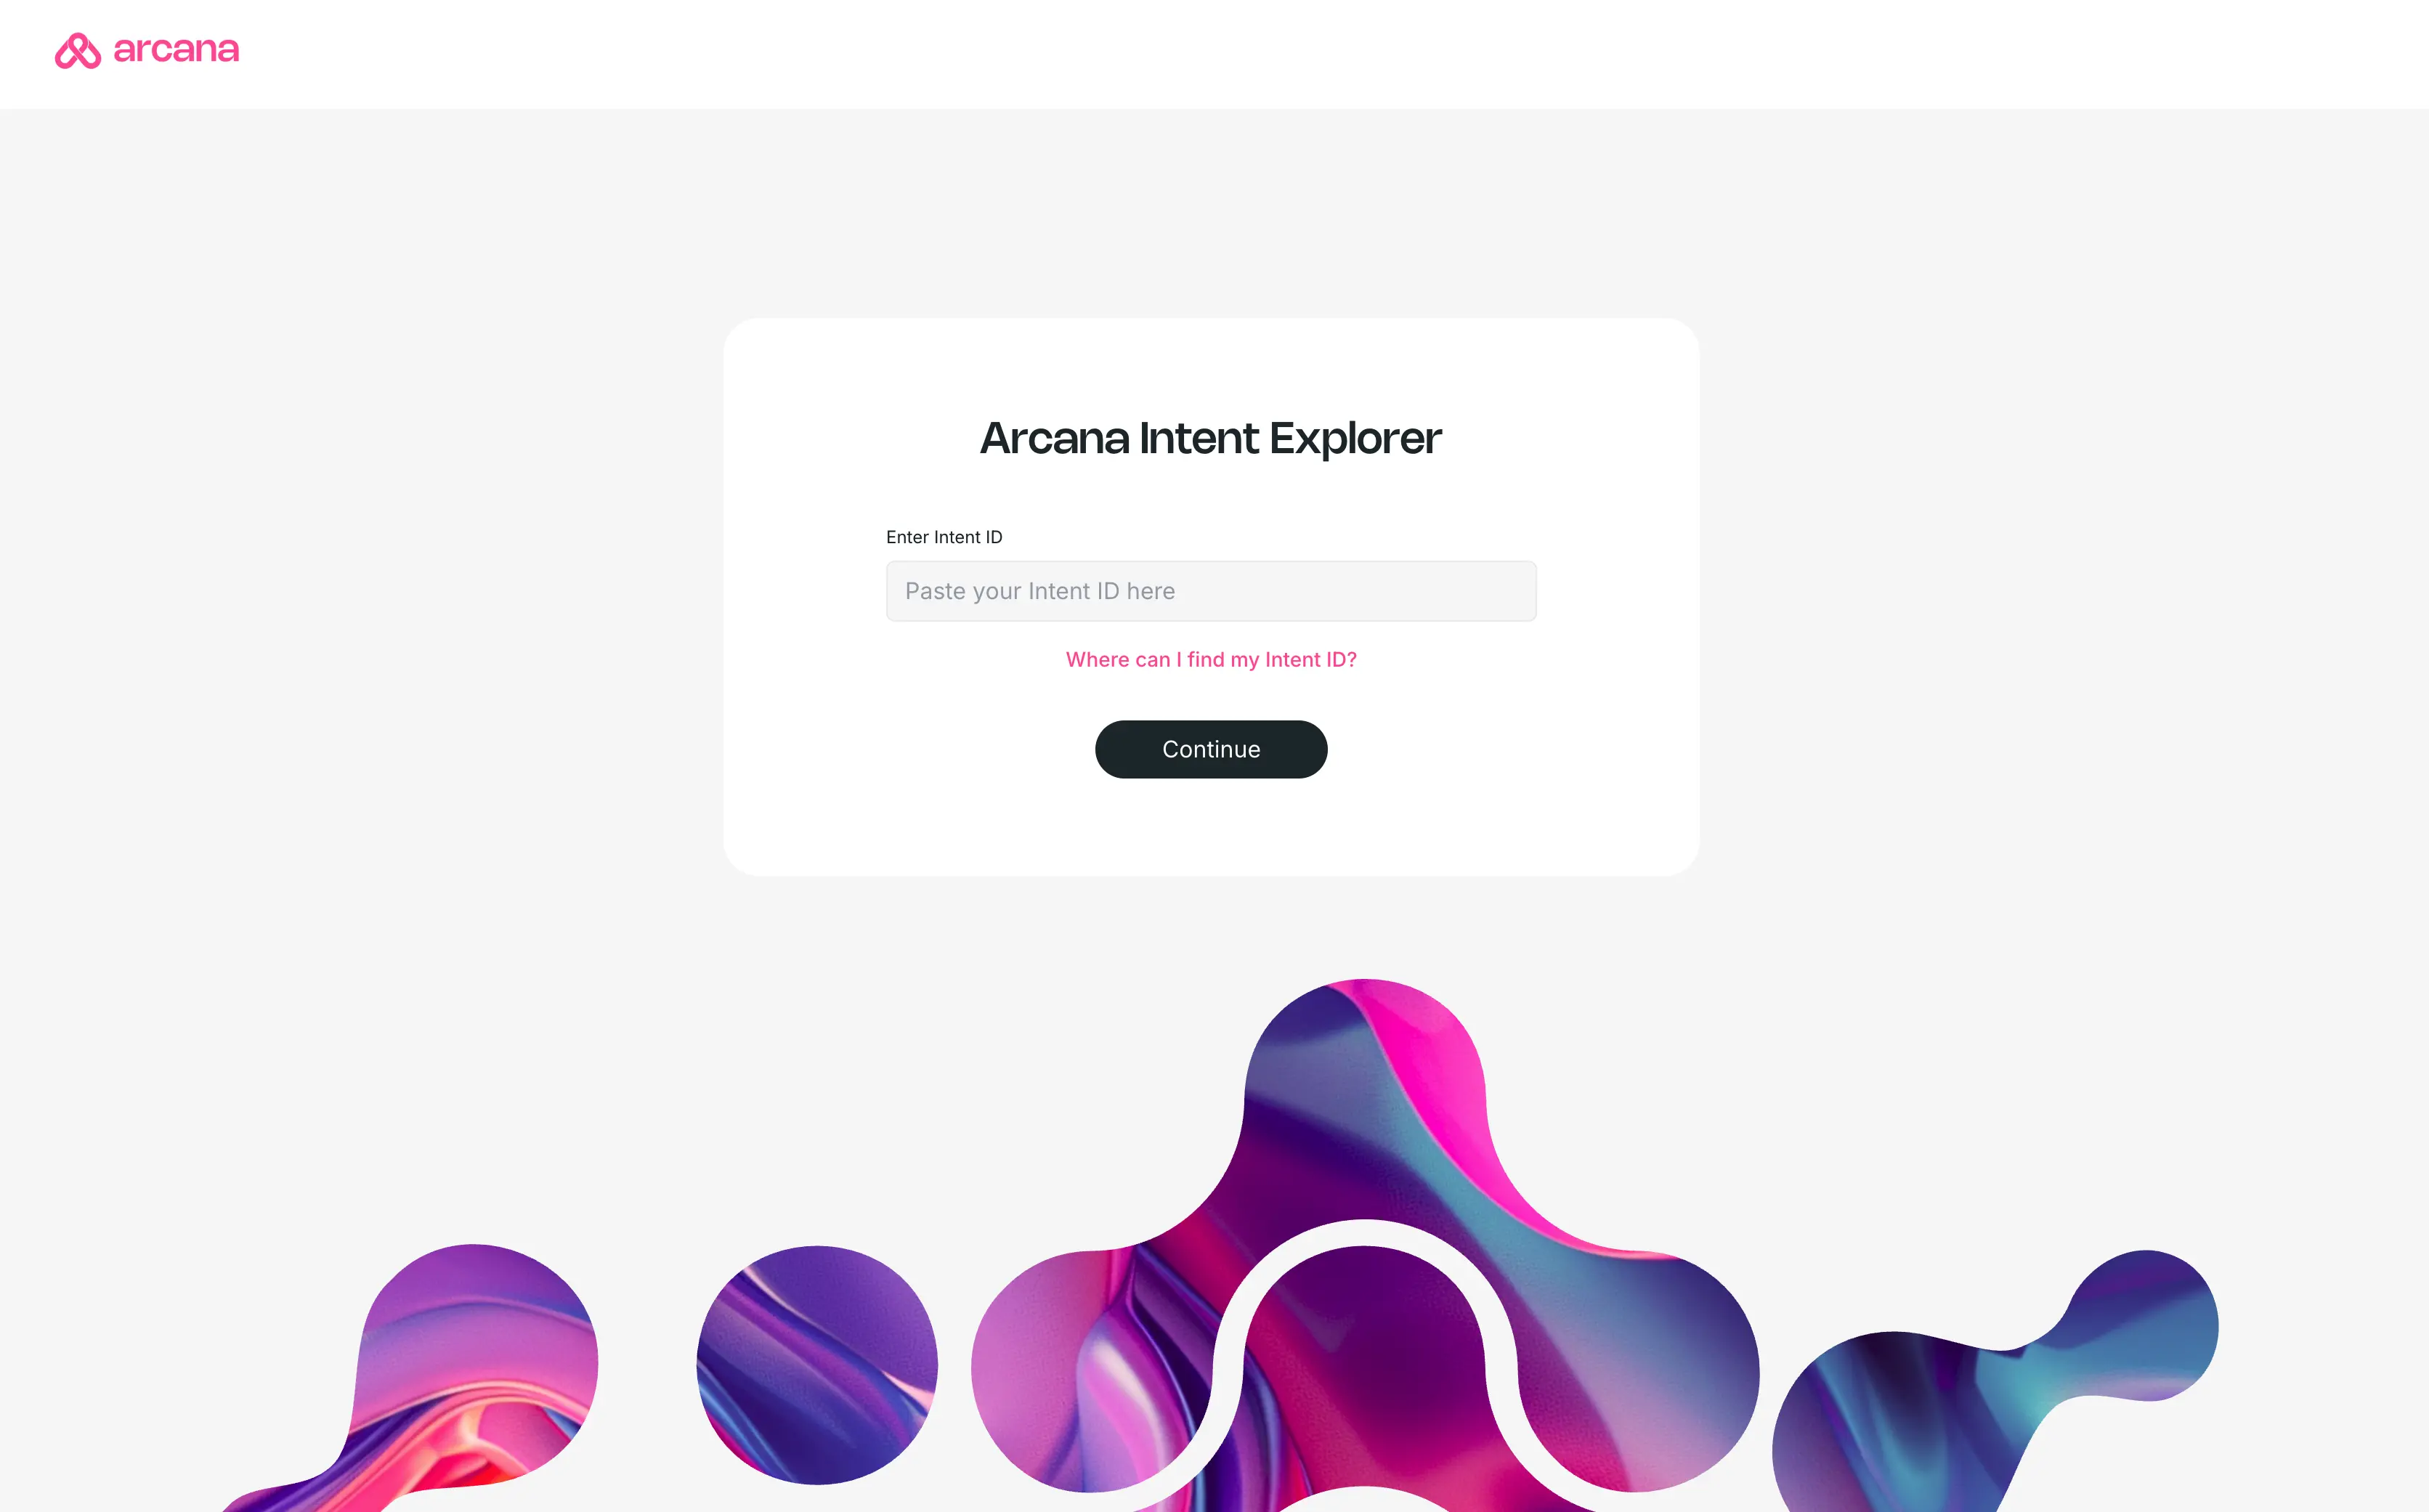 arcana
Arcana Intent Explorer
Enter Intent ID
Paste your Intent ID here
Where can I find my Intent ID?
Continue